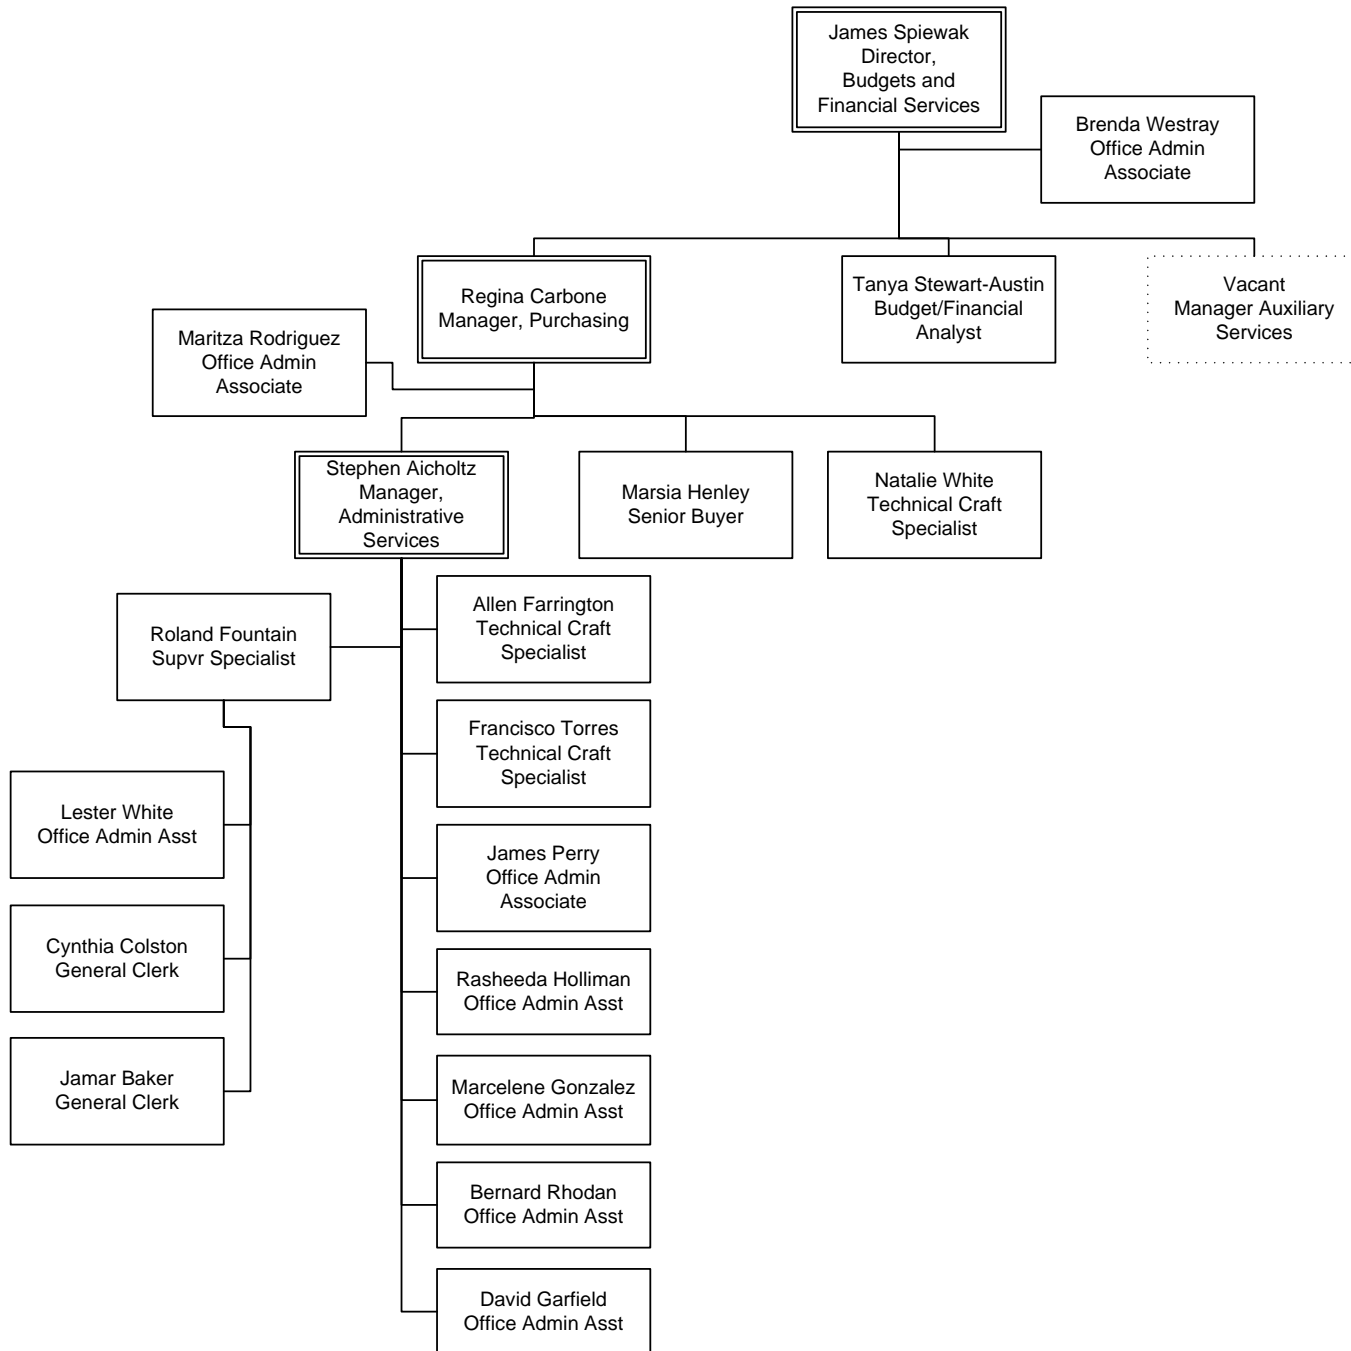 James Spiewak
Director,
Budgets and
Financial Services
Brenda Westray
Office Admin
Associate
Regina Carbone
Manager, Purchasing
Tanya Stewart-Austin
Budget/Financial
Analyst
Vacant
Manager Auxiliary
Services
Maritza Rodriguez
Office Admin
Associate
Stephen Aicholtz
Manager,
Administrative
Services
Marsia Henley
Senior Buyer
Natalie White
Technical Craft
Specialist
Roland Fountain
Supvr Specialist
Allen Farrington
Technical Craft
Specialist
Francisco Torres
Technical Craft
Specialist
Lester White
Office Admin Asst
James Perry
Office Admin
Associate
Cynthia Colston
General Clerk
Rasheeda Holliman
Office Admin Asst
Jamar Baker
General Clerk
Marcelene Gonzalez
Office Admin Asst
Bernard Rhodan
Office Admin Asst
David Garfield
Office Admin Asst